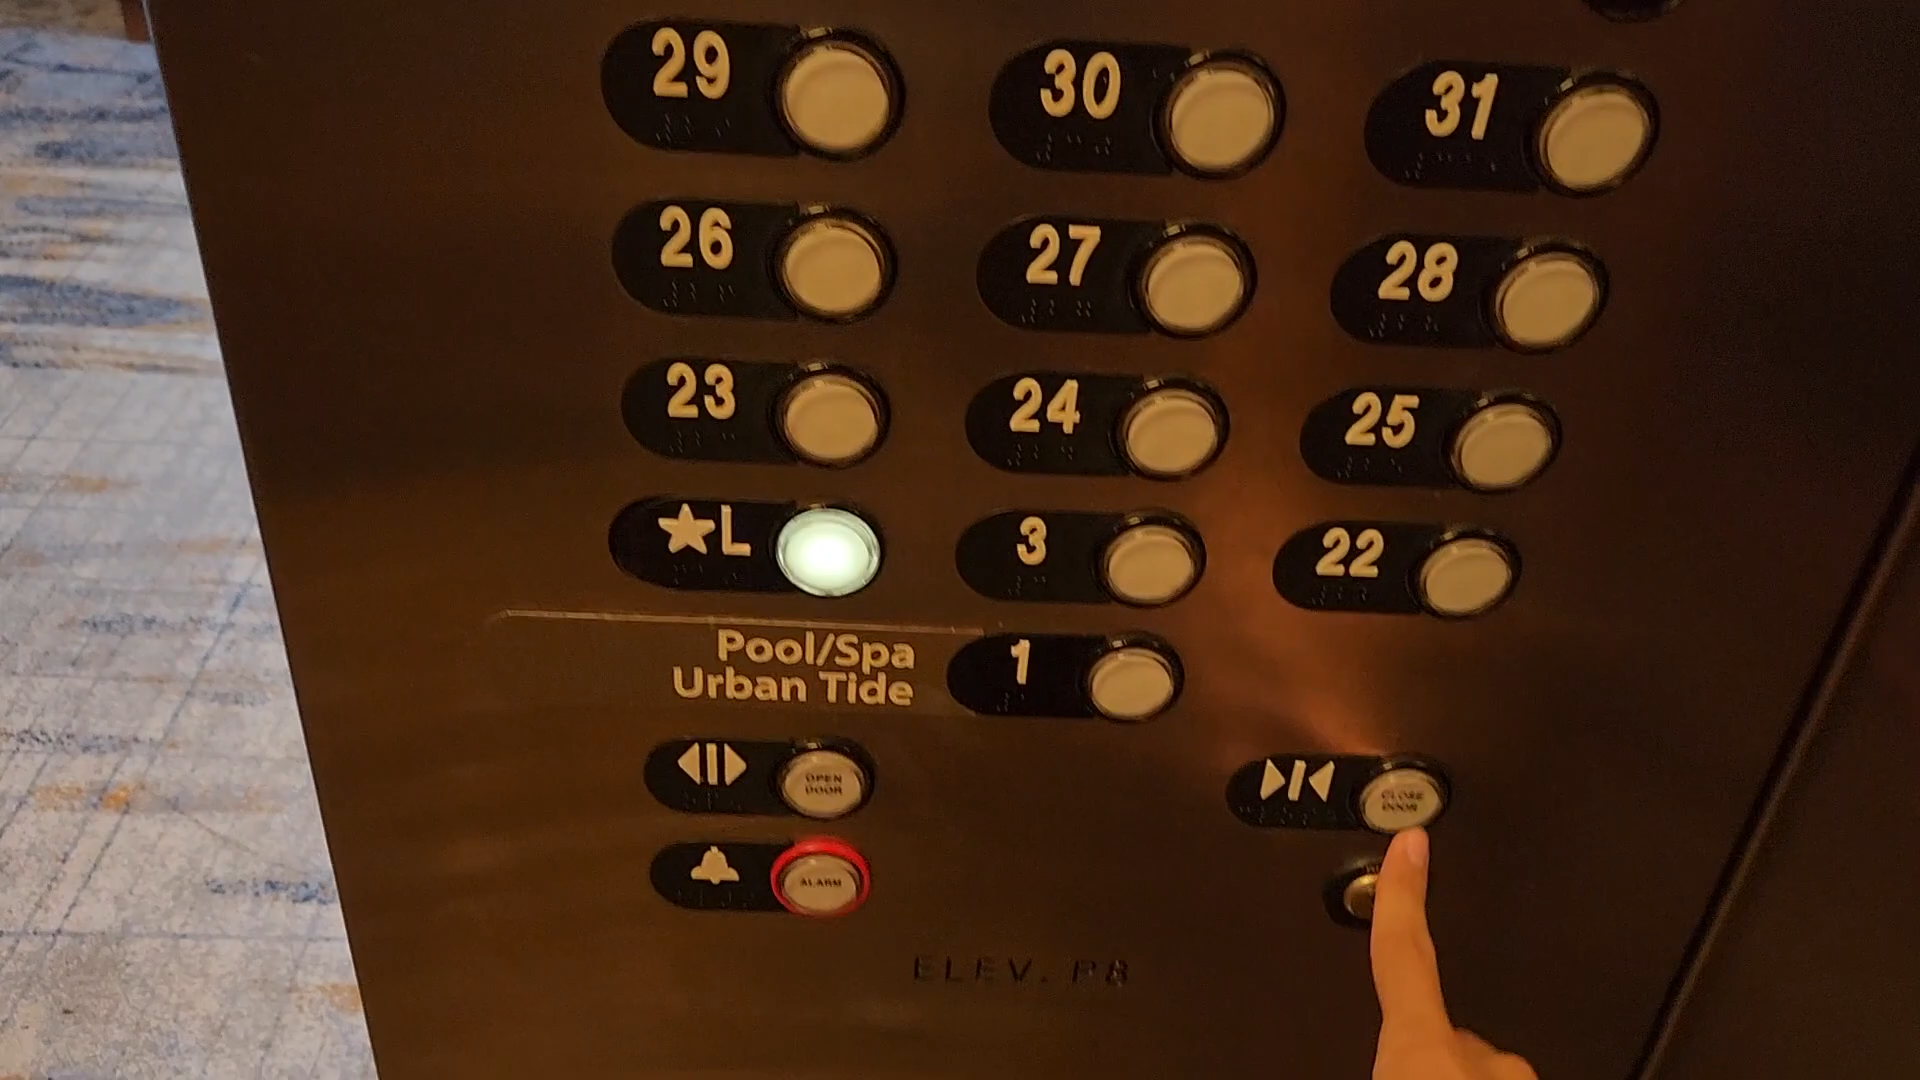 29 30 31
26 27 28
23 24 25
★L 3 22
Pool/Spa
Urban Tide
1
OPEN
DOOR
CLOSE
DOOR
ALARM
ELEV. P8